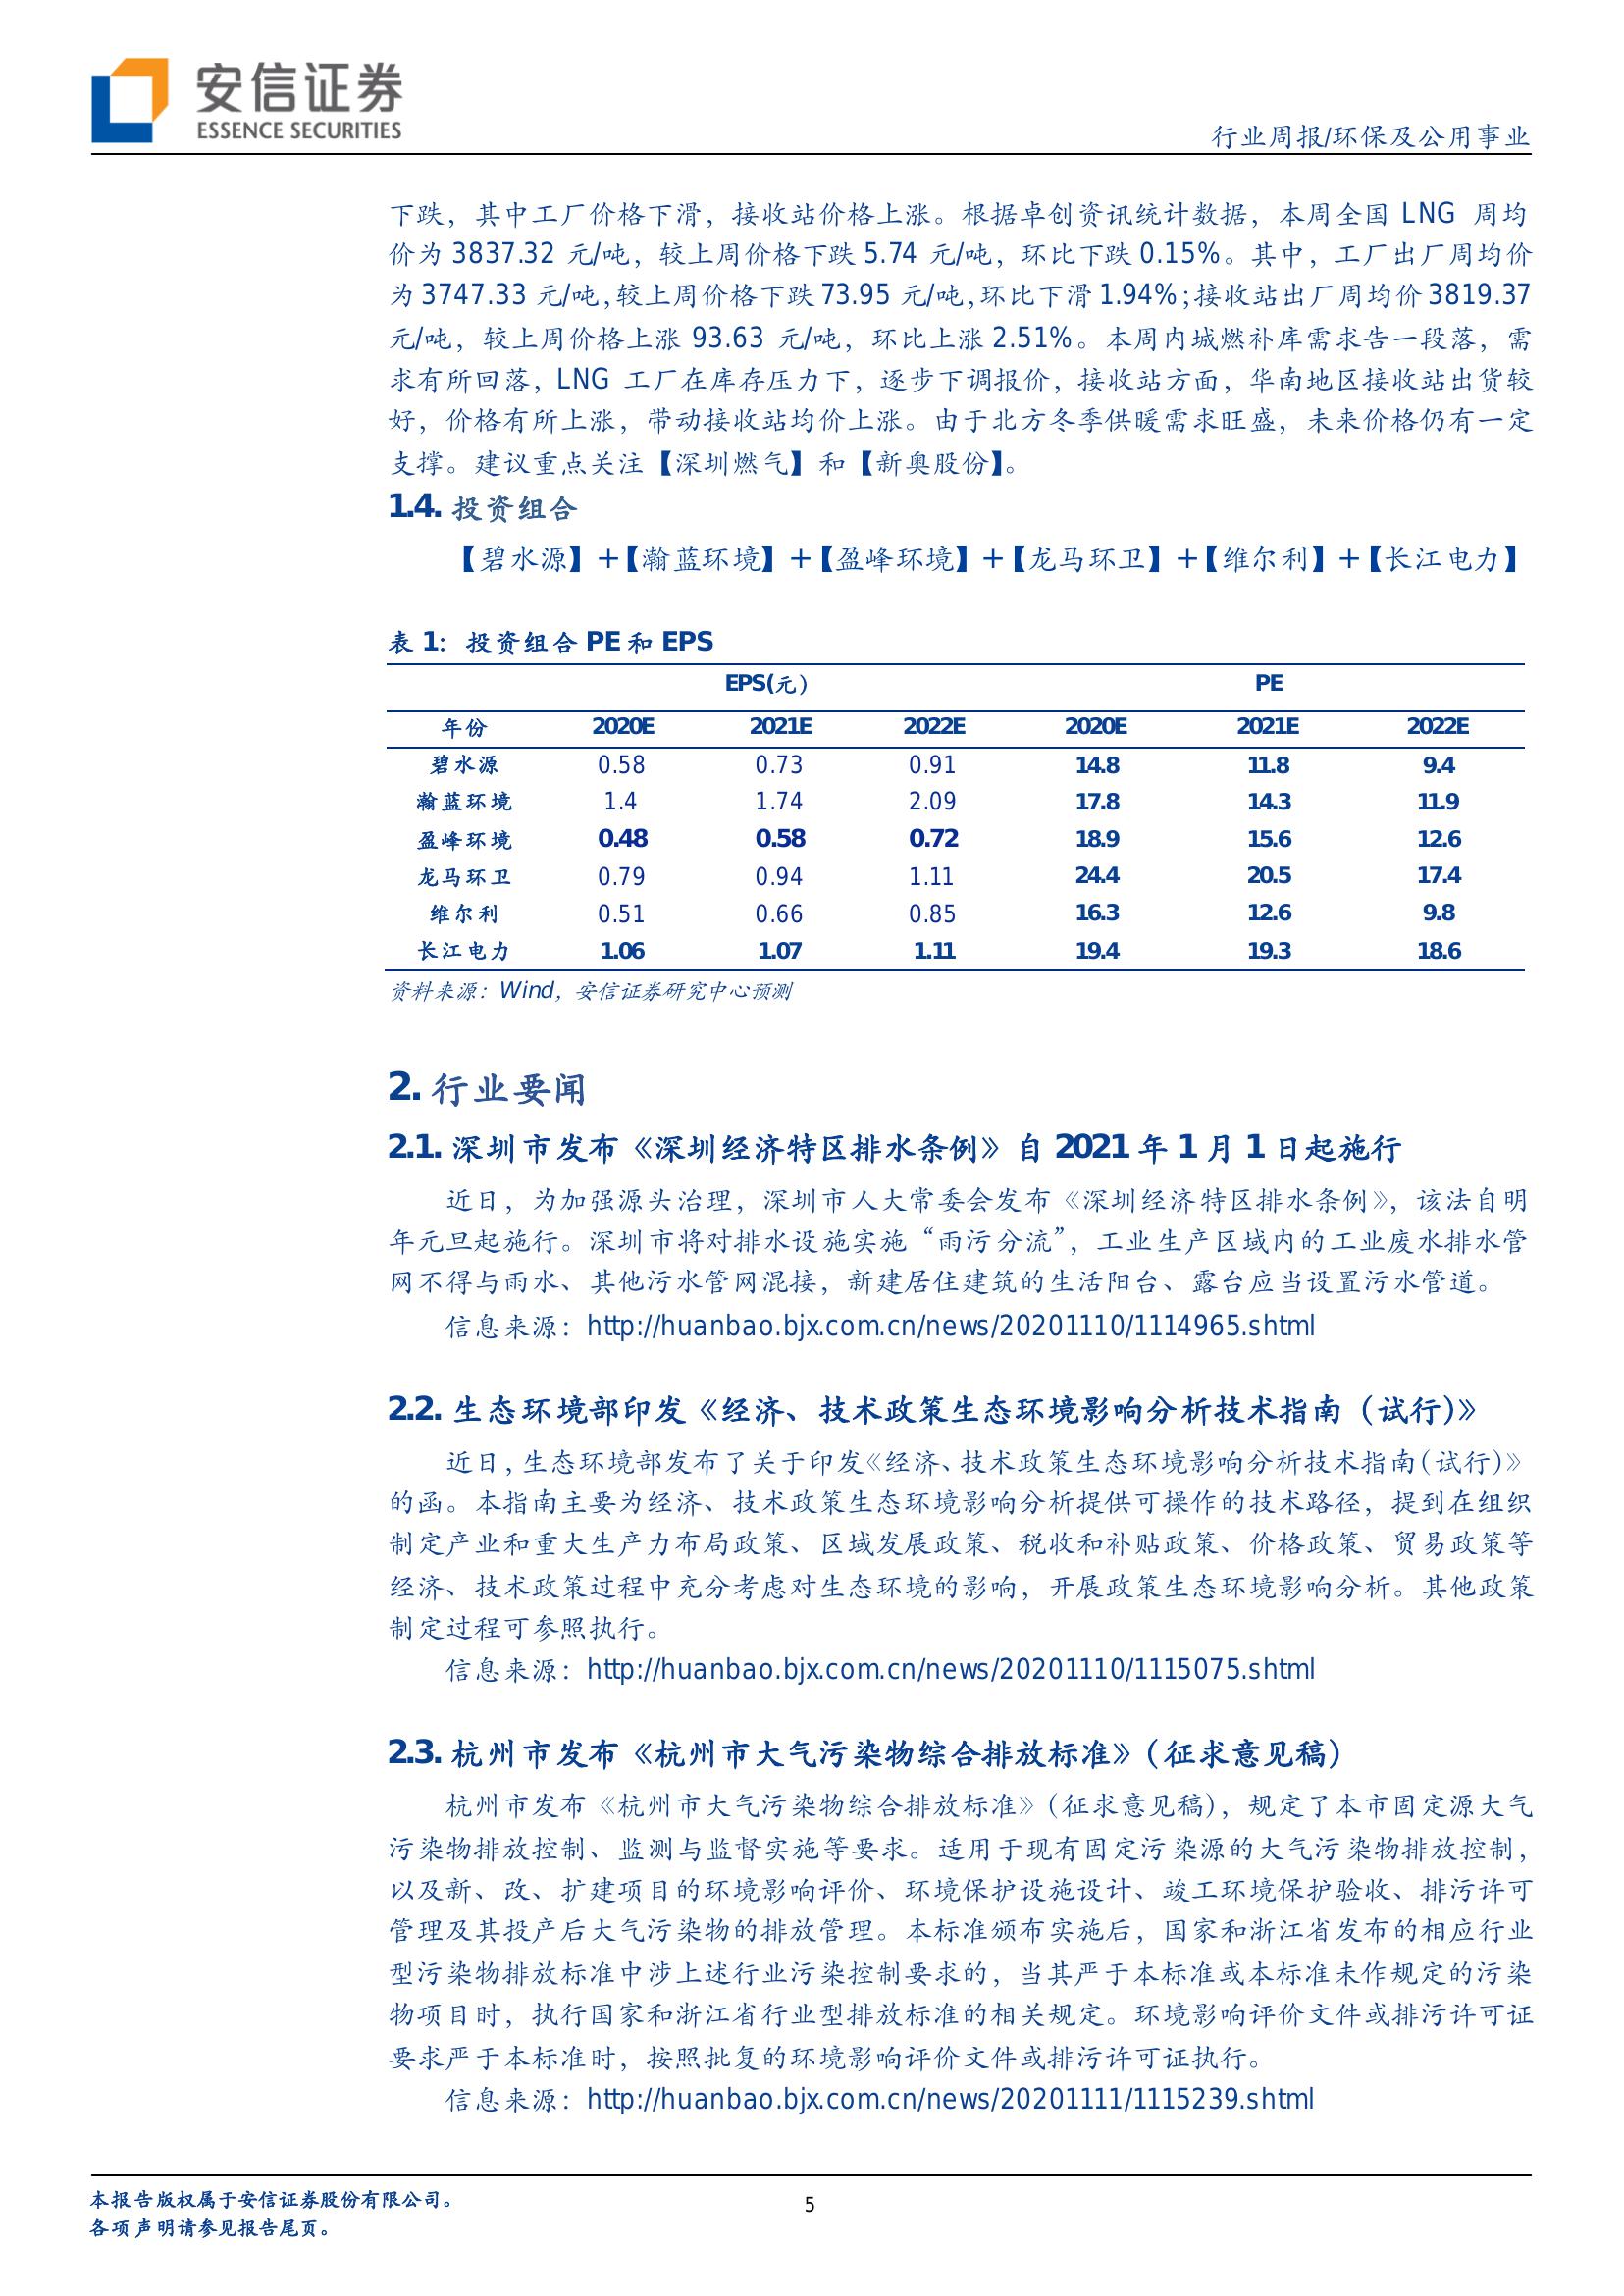 安信证券
ESSENCE SECURITIES
行业周报/环保及公用事业
下跌，其中工厂价格下滑，接收站价格上涨。根据卓创资讯统计数据，本周全国 LNG 周均
价为 3837.32 元/吨，较上周价格下跌 5.74 元/吨，环比下跌 0.15%。其中，工厂出厂周均价
为 3747.33 元/吨，较上周价格下跌 73.95 元/吨，环比下滑 1.94%；接收站出厂周均价 3819.37
元/吨，较上周价格上涨 93.63 元/吨，环比上涨 2.51%。本周内城燃补库需求告一段落，需
求有所回落，LNG 工厂在库存压力下，逐步下调报价，接收站方面，华南地区接收站出货较
好，价格有所上涨，带动接收站均价上涨。由于北方冬季供暖需求旺盛，未来价格仍有一定
支撑。建议重点关注【深圳燃气】和【新奥股份】。
1.4. 投资组合
【碧水源】+【瀚蓝环境】+【盈峰环境】+【龙马环卫】+【维尔利】+【长江电力】
表 1：投资组合 PE 和 EPS
EPS(元） PE
年份 2020E 2021E 2022E 2020E 2021E 2022E
碧水源 0.58 0.73 0.91 14.8 11.8 9.4
瀚蓝环境 1.4 1.74 2.09 17.8 14.3 11.9
盈峰环境 0.48 0.58 0.72 18.9 15.6 12.6
龙马环卫 0.79 0.94 1.11 24.4 20.5 17.4
维尔利 0.51 0.66 0.85 16.3 12.6 9.8
长江电力 1.06 1.07 1.11 19.4 19.3 18.6
资料来源：Wind，安信证券研究中心预测
2. 行业要闻
2.1. 深圳市发布《深圳经济特区排水条例》自 2021 年 1 月 1 日起施行
近日，为加强源头治理，深圳市人大常委会发布《深圳经济特区排水条例》，该法自明
年元旦起施行。深圳市将对排水设施实施“雨污分流”，工业生产区域内的工业废水排水管
网不得与雨水、其他污水管网混接，新建居住建筑的生活阳台、露台应当设置污水管道。
信息来源：http://huanbao.bjx.com.cn/news/20201110/1114965.shtml
2.2. 生态环境部印发《经济、技术政策生态环境影响分析技术指南（试行)》
近日，生态环境部发布了关于印发《经济、技术政策生态环境影响分析技术指南(试行)》
的函。本指南主要为经济、技术政策生态环境影响分析提供可操作的技术路径，提到在组织
制定产业和重大生产力布局政策、区域发展政策、税收和补贴政策、价格政策、贸易政策等
经济、技术政策过程中充分考虑对生态环境的影响，开展政策生态环境影响分析。其他政策
制定过程可参照执行。
信息来源：http://huanbao.bjx.com.cn/news/20201110/1115075.shtml
2.3. 杭州市发布《杭州市大气污染物综合排放标准》（征求意见稿）
杭州市发布《杭州市大气污染物综合排放标准》（征求意见稿），规定了本市固定源大气
污染物排放控制、监测与监督实施等要求。适用于现有固定污染源的大气污染物排放控制，
以及新、改、扩建项目的环境影响评价、环境保护设施设计、竣工环境保护验收、排污许可
管理及其投产后大气污染物的排放管理。本标准颁布实施后，国家和浙江省发布的相应行业
型污染物排放标准中涉上述行业污染控制要求的，当其严于本标准或本标准未作规定的污染
物项目时，执行国家和浙江省行业型排放标准的相关规定。环境影响评价文件或排污许可证
要求严于本标准时，按照批复的环境影响评价文件或排污许可证执行。
信息来源：http://huanbao.bjx.com.cn/news/20201111/1115239.shtml
本报告版权属于安信证券股份有限公司。
各项声明请参见报告尾页。
5